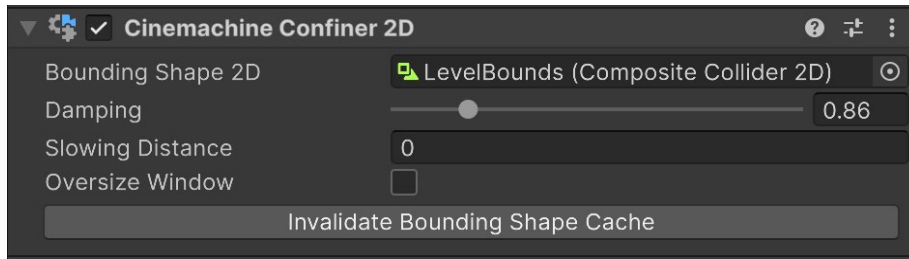 Cinemachine Confiner 2D
Bounding Shape 2D LevelBounds (Composite Collider 2D)
Damping 0.86
Slowing Distance 0
Oversize Window
Invalidate Bounding Shape Cache